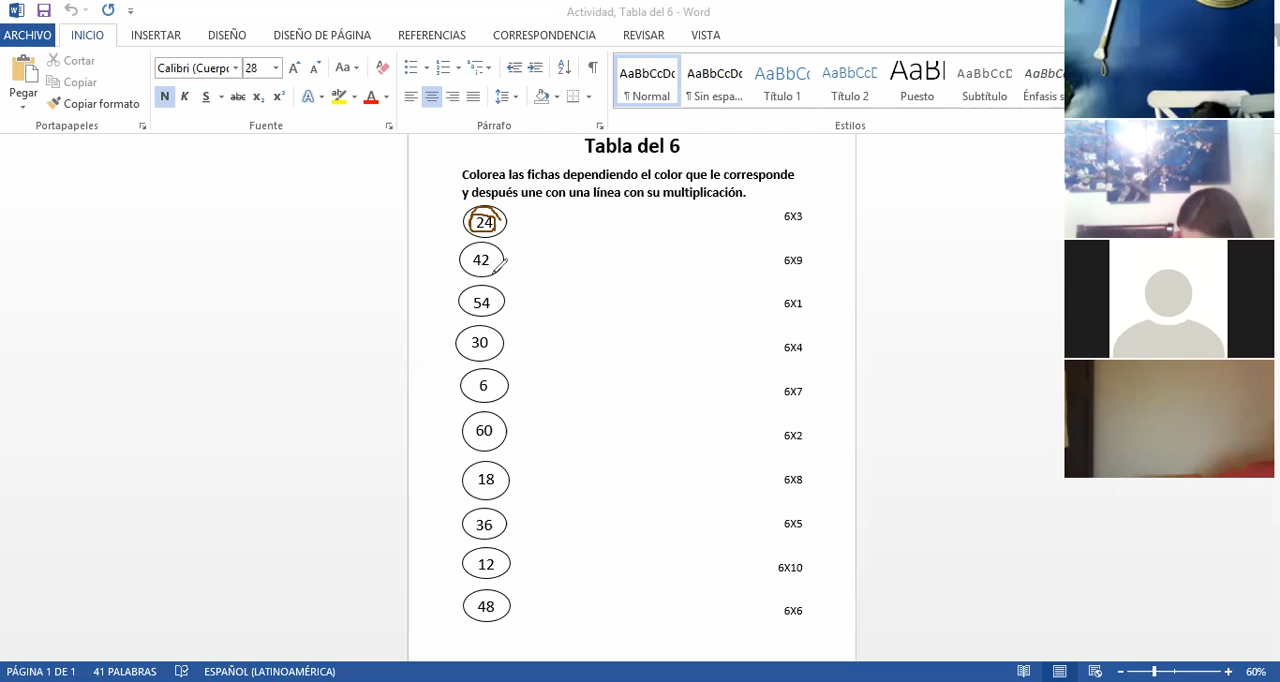 Actividad, Tabla del 6 - Word
ARCHIVO INICIO INSERTAR DISEÑO DISEÑO DE PÁGINA REFERENCIAS CORRESPONDENCIA REVISAR VISTA
Pegar
Cortar
Copiar
Copiar formato
Portapapeles
Calibri (Cuerpo 28
Fuente
Párrafo
AaBbCcDc AaBbCcDc AaBbCc AaBbCcD AaBl AaBbCcD AaBbCc
¶ Normal ¶ Sin espa... Título 1 Título 2 Puesto Subtítulo Énfasis s
Estilos
Tabla del 6
Colorea las fichas dependiendo el color que le corresponde
y después une con una línea con su multiplicación.
24 6X3
42 6X9
54 6X1
30 6X4
6 6X7
60 6X2
18 6X8
36 6X5
12 6X10
48 6X6
PÁGINA 1 DE 1 41 PALABRAS ESPAÑOL (LATINOAMÉRICA) 60%